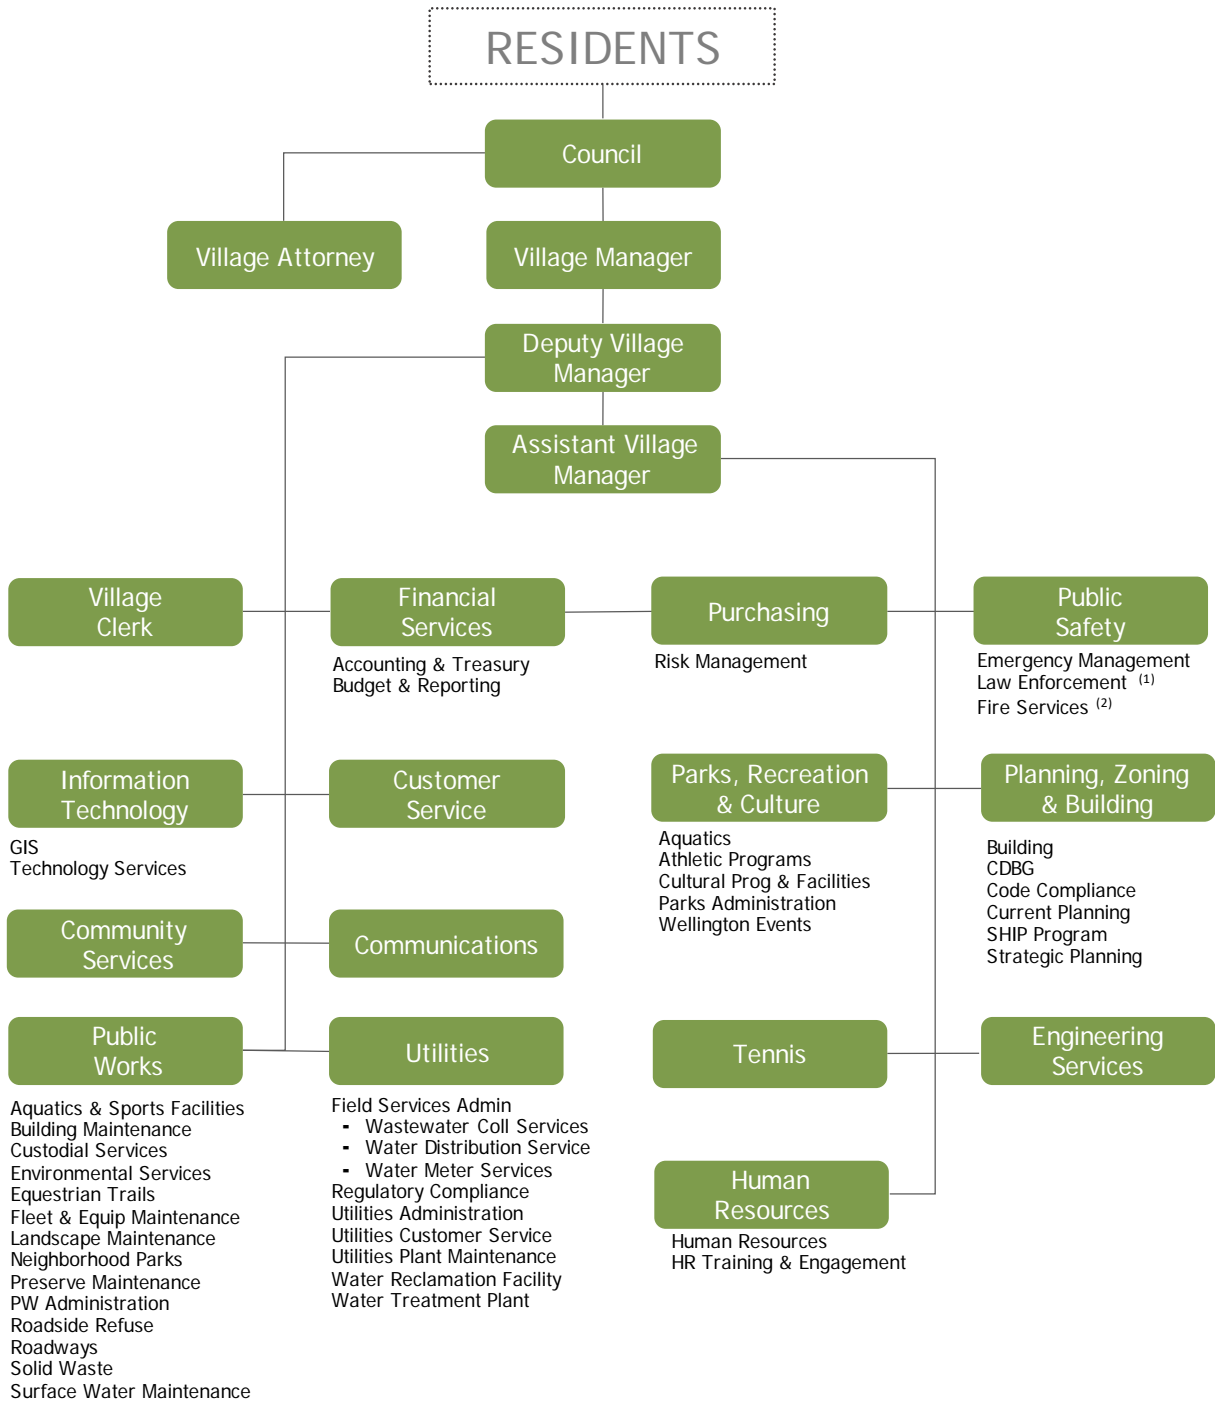 RESIDENTS
Council
Village Attorney
Village Manager
Deputy Village
Manager
Assistant Village
Manager
Village
Clerk
Financial
Services
Accounting & Treasury
Budget & Reporting
Purchasing
Risk Management
Public
Safety
Emergency Management
Law Enforcement (1)
Fire Services (2)
Information
Technology
GIS
Technology Services
Customer
Service
Parks, Recreation
& Culture
Aquatics
Athletic Programs
Cultural Prog & Facilities
Parks Administration
Wellington Events
Planning, Zoning
& Building
Building
CDBG
Code Compliance
Current Planning
SHIP Program
Strategic Planning
Community
Services
Communications
Public
Works
Aquatics & Sports Facilities
Building Maintenance
Custodial Services
Environmental Services
Equestrian Trails
Fleet & Equip Maintenance
Landscape Maintenance
Neighborhood Parks
Preserve Maintenance
PW Administration
Roadside Refuse
Roadways
Solid Waste
Surface Water Maintenance
Utilities
Field Services Admin
- Wastewater Coll Services
- Water Distribution Service
- Water Meter Services
Regulatory Compliance
Utilities Administration
Utilities Customer Service
Utilities Plant Maintenance
Water Reclamation Facility
Water Treatment Plant
Tennis
Engineering
Services
Human
Resources
Human Resources
HR Training & Engagement